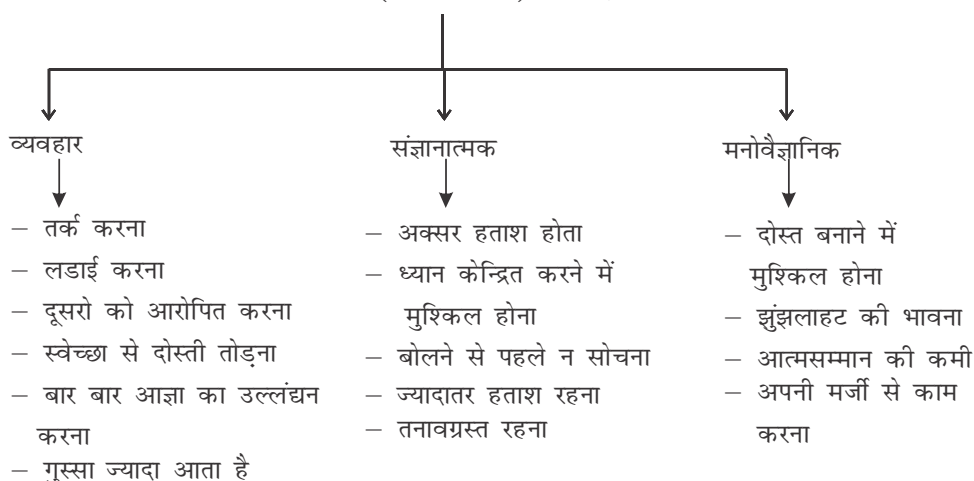 व्यवहार
संज्ञानात्मक
मनोवैज्ञानिक
– तर्क करना
– लडाई करना
– दूसरो को आरोपित करना
– स्वेच्छा से दोस्ती तोड़ना
– बार बार आज्ञा का उल्लंद्यन
करना
– गुस्सा ज्यादा आता है
– अक्सर हताश होता
– ध्यान केन्द्रित करने में
मुश्किल होना
– बोलने से पहले न सोचना
– ज्यादातर हताश रहना
– तनावग्रस्त रहना
– दोस्त बनाने में
मुश्किल होना
– झुंझलाहट की भावना
– आत्मसम्मान की कमी
– अपनी मर्जी से काम
करना